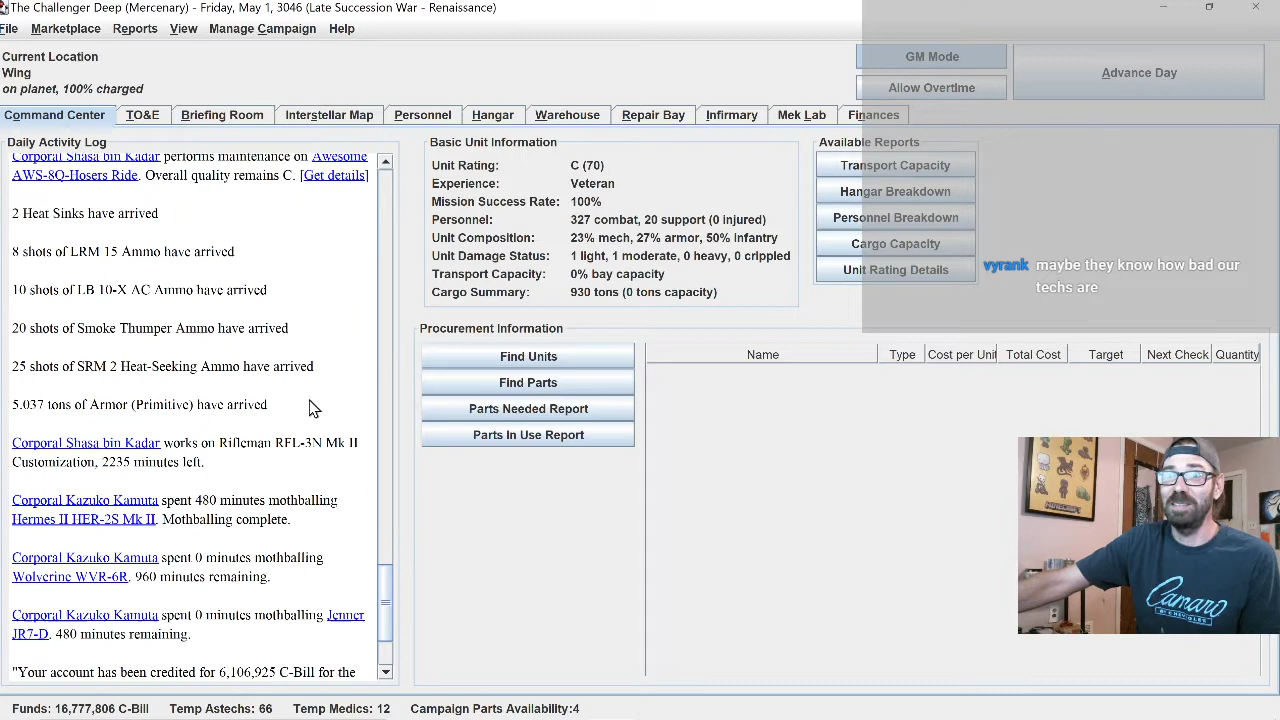 The Challenger Deep (Mercenary) - Friday, May 1, 3046 (Late Succession War - Renaissance)
File Marketplace Reports View Manage Campaign Help
Current Location
Wing
on planet, 100% charged
GM Mode
Allow Overtime
Advance Day
Command Center TO&E Briefing Room Interstellar Map Personnel Hangar Warehouse Repair Bay Infirmary Mek Lab Finances
Daily Activity Log
Corporal Shasa bin Kadar performs maintenance on Awesome
AWS-8Q-Hosers Ride. Overall quality remains C. [Get details]
2 Heat Sinks have arrived
8 shots of LRM 15 Ammo have arrived
10 shots of LB 10-X AC Ammo have arrived
20 shots of Smoke Thumper Ammo have arrived
25 shots of SRM 2 Heat-Seeking Ammo have arrived
5.037 tons of Armor (Primitive) have arrived
Corporal Shasa bin Kadar works on Rifleman RFL-3N Mk II
Customization, 2235 minutes left.
Corporal Kazuko Kamuta spent 480 minutes mothballing
Hermes II HER-2S Mk II. Mothballing complete.
Corporal Kazuko Kamuta spent 0 minutes mothballing
Wolverine WVR-6R. 960 minutes remaining.
Corporal Kazuko Kamuta spent 0 minutes mothballing Jenner
JR7-D. 480 minutes remaining.
"Your account has been credited for 6,106,925 C-Bill for the
Basic Unit Information
Unit Rating: C (70)
Experience: Veteran
Mission Success Rate: 100%
Personnel: 327 combat, 20 support (0 injured)
Unit Composition: 23% mech, 27% armor, 50% infantry
Unit Damage Status: 1 light, 1 moderate, 0 heavy, 0 crippled
Transport Capacity: 0% bay capacity
Cargo Summary: 930 tons (0 tons capacity)
Available Reports
Transport Capacity
Hangar Breakdown
Personnel Breakdown
Cargo Capacity
Unit Rating Details
vyrank maybe they know how bad our
techs are
Procurement Information
Find Units
Find Parts
Parts Needed Report
Parts In Use Report
Name Type Cost per Unit Total Cost Target Next Check Quantity
MINECRAFT
Camaro
BY CHEVROLET
Funds: 16,777,806 C-Bill Temp Astechs: 66 Temp Medics: 12 Campaign Parts Availability:4